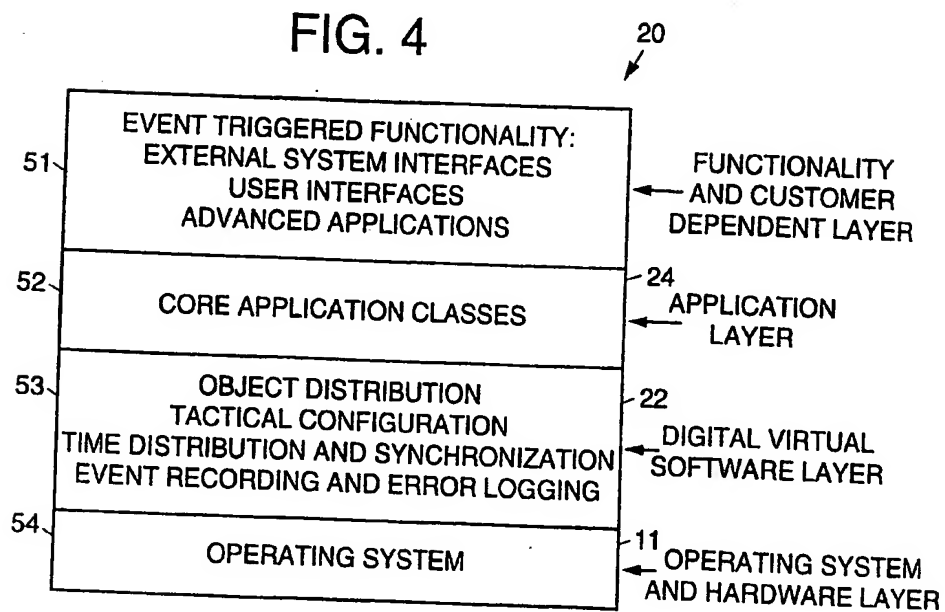 FIG. 4
20
51
EVENT TRIGGERED FUNCTIONALITY:
EXTERNAL SYSTEM INTERFACES
USER INTERFACES
ADVANCED APPLICATIONS
FUNCTIONALITY
AND CUSTOMER
DEPENDENT LAYER
52
CORE APPLICATION CLASSES
24
APPLICATION
LAYER
53
OBJECT DISTRIBUTION
TACTICAL CONFIGURATION
TIME DISTRIBUTION AND SYNCHRONIZATION
EVENT RECORDING AND ERROR LOGGING
22
DIGITAL VIRTUAL
SOFTWARE LAYER
54
OPERATING SYSTEM
11
OPERATING SYSTEM
AND HARDWARE LAYER